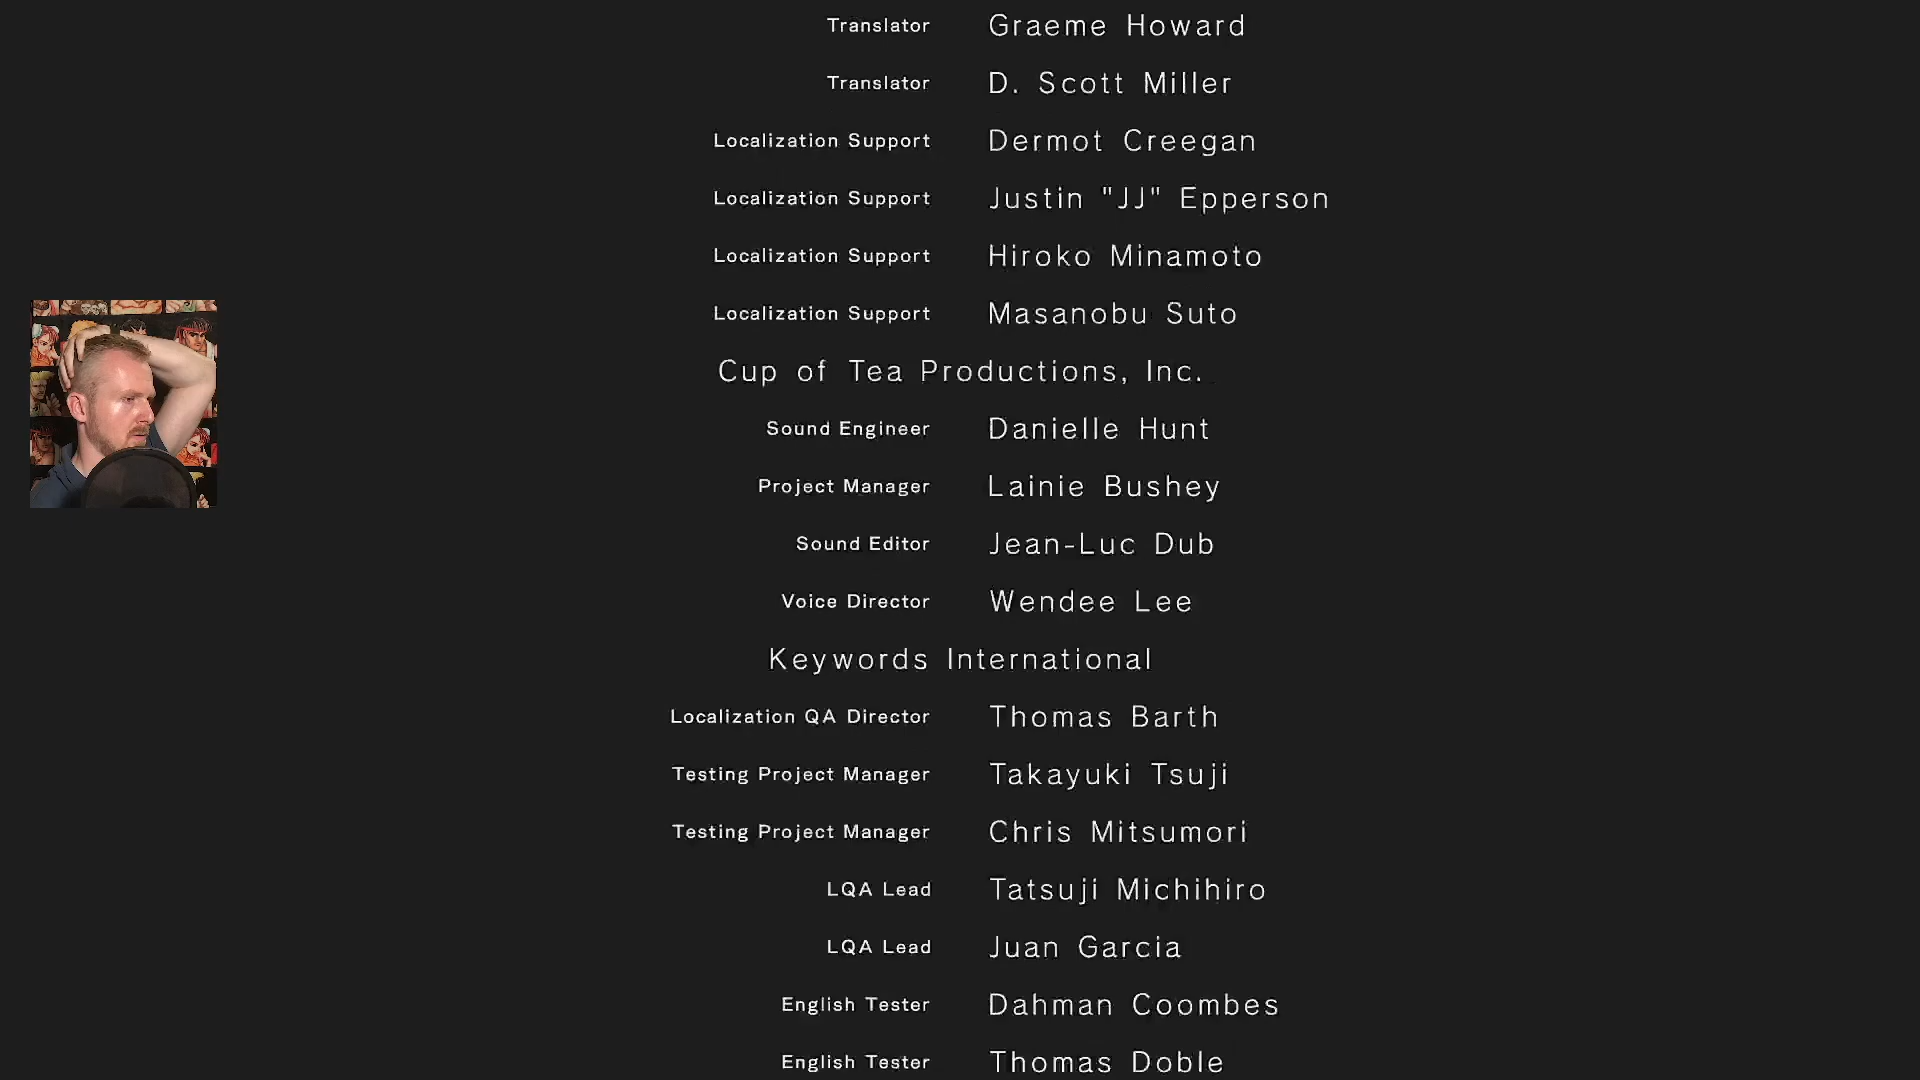 Translator Graeme Howard
Translator D. Scott Miller
Localization Support Dermot Creegan
Localization Support Justin "JJ" Epperson
Localization Support Hiroko Minamoto
Localization Support Masanobu Suto
Cup of Tea Productions, Inc.
Sound Engineer Danielle Hunt
Project Manager Lainie Bushey
Sound Editor Jean-Luc Dub
Voice Director Wendee Lee
Keywords International
Localization QA Director Thomas Barth
Testing Project Manager Takayuki Tsuji
Testing Project Manager Chris Mitsumori
LQA Lead Tatsuji Michihiro
LQA Lead Juan Garcia
English Tester Dahman Coombes
English Tester Thomas Doble